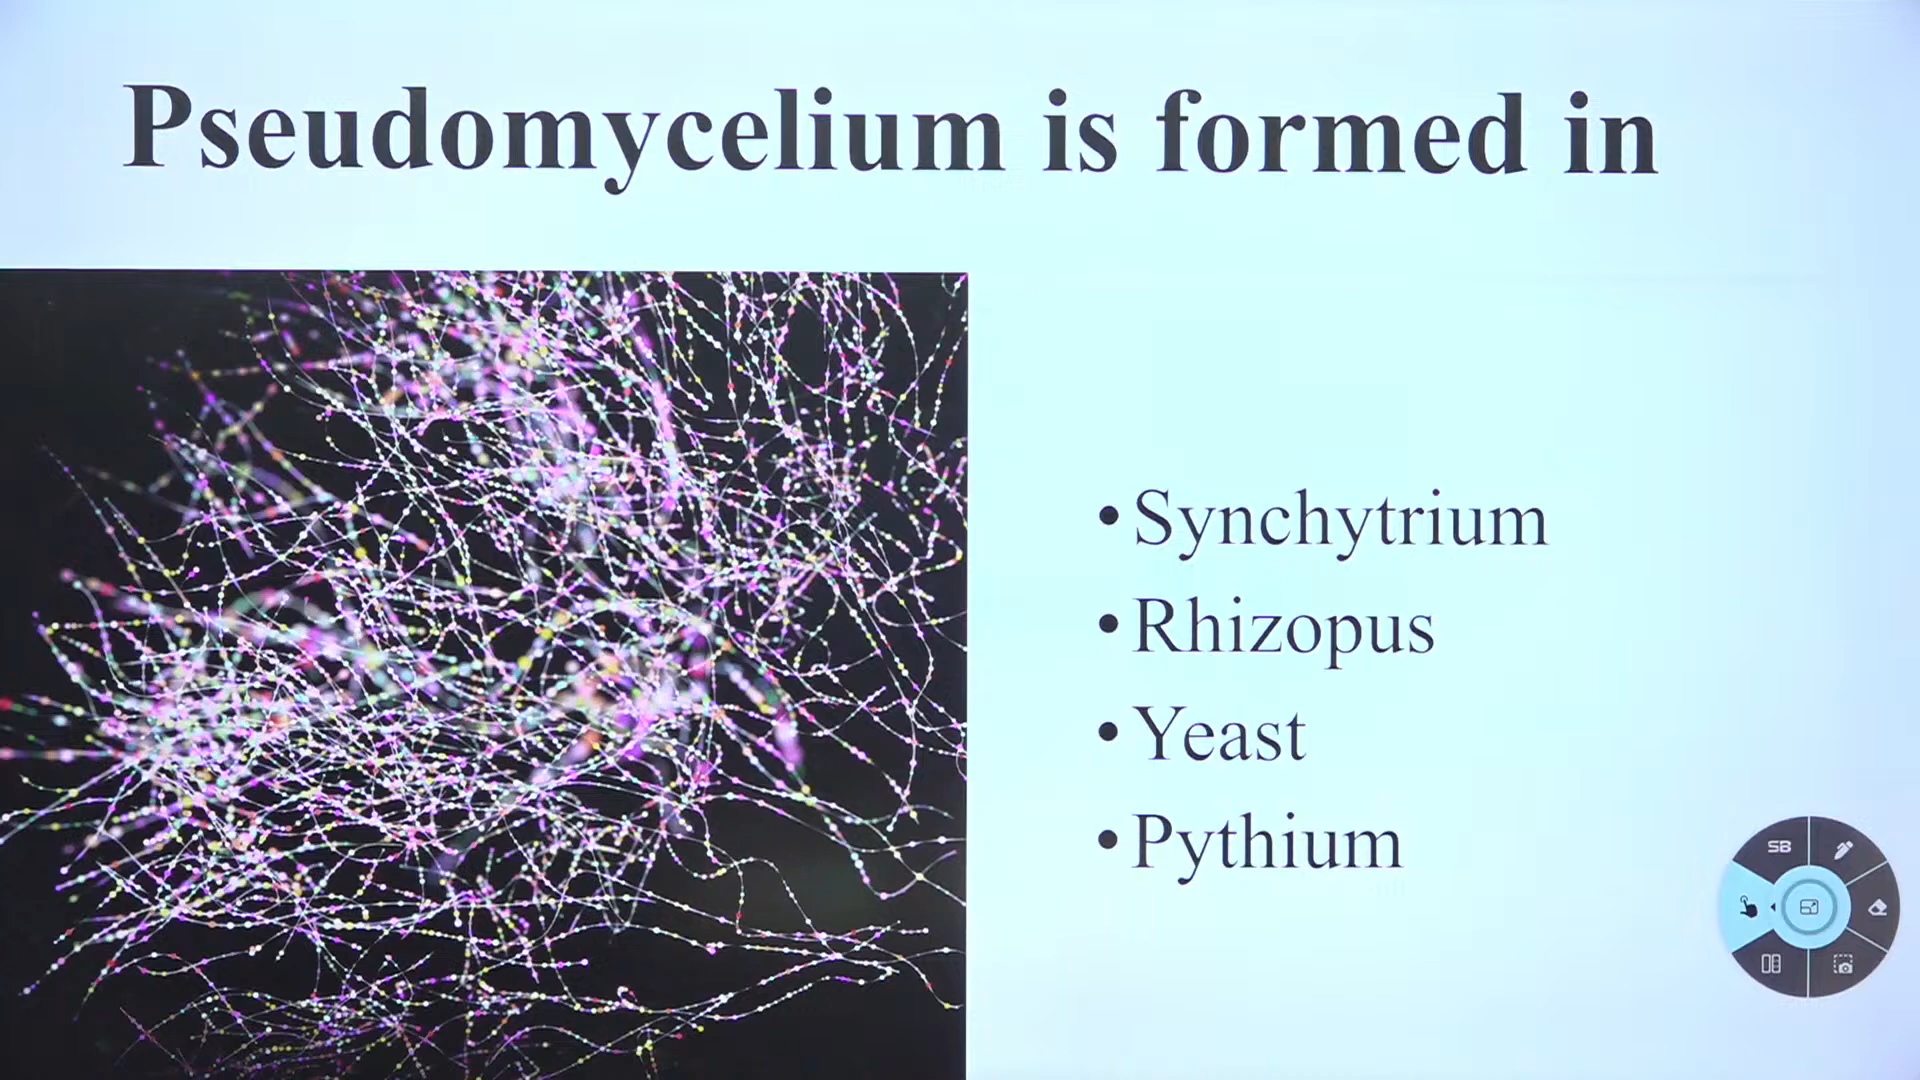 Pseudomycelium is formed in
• Synchytrium
• Rhizopus
• Yeast
• Pythium
SB